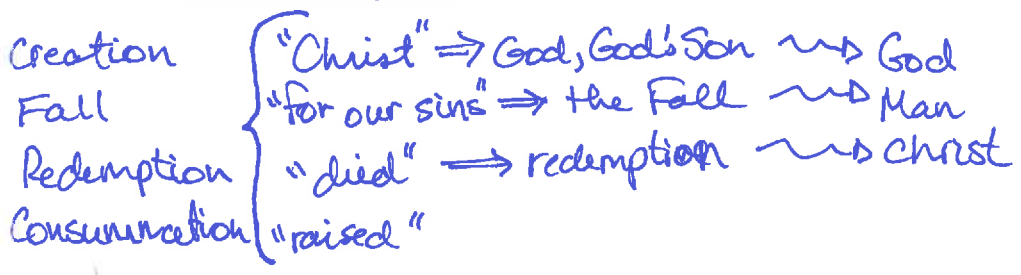 Creation { "Christ" ⇒ God, God's Son ⇝ God
Fall "for our sins" ⇒ the Fall ⇝ Man
Redemption "died" ⇒ redemption ⇝ Christ
Consummation "raised"